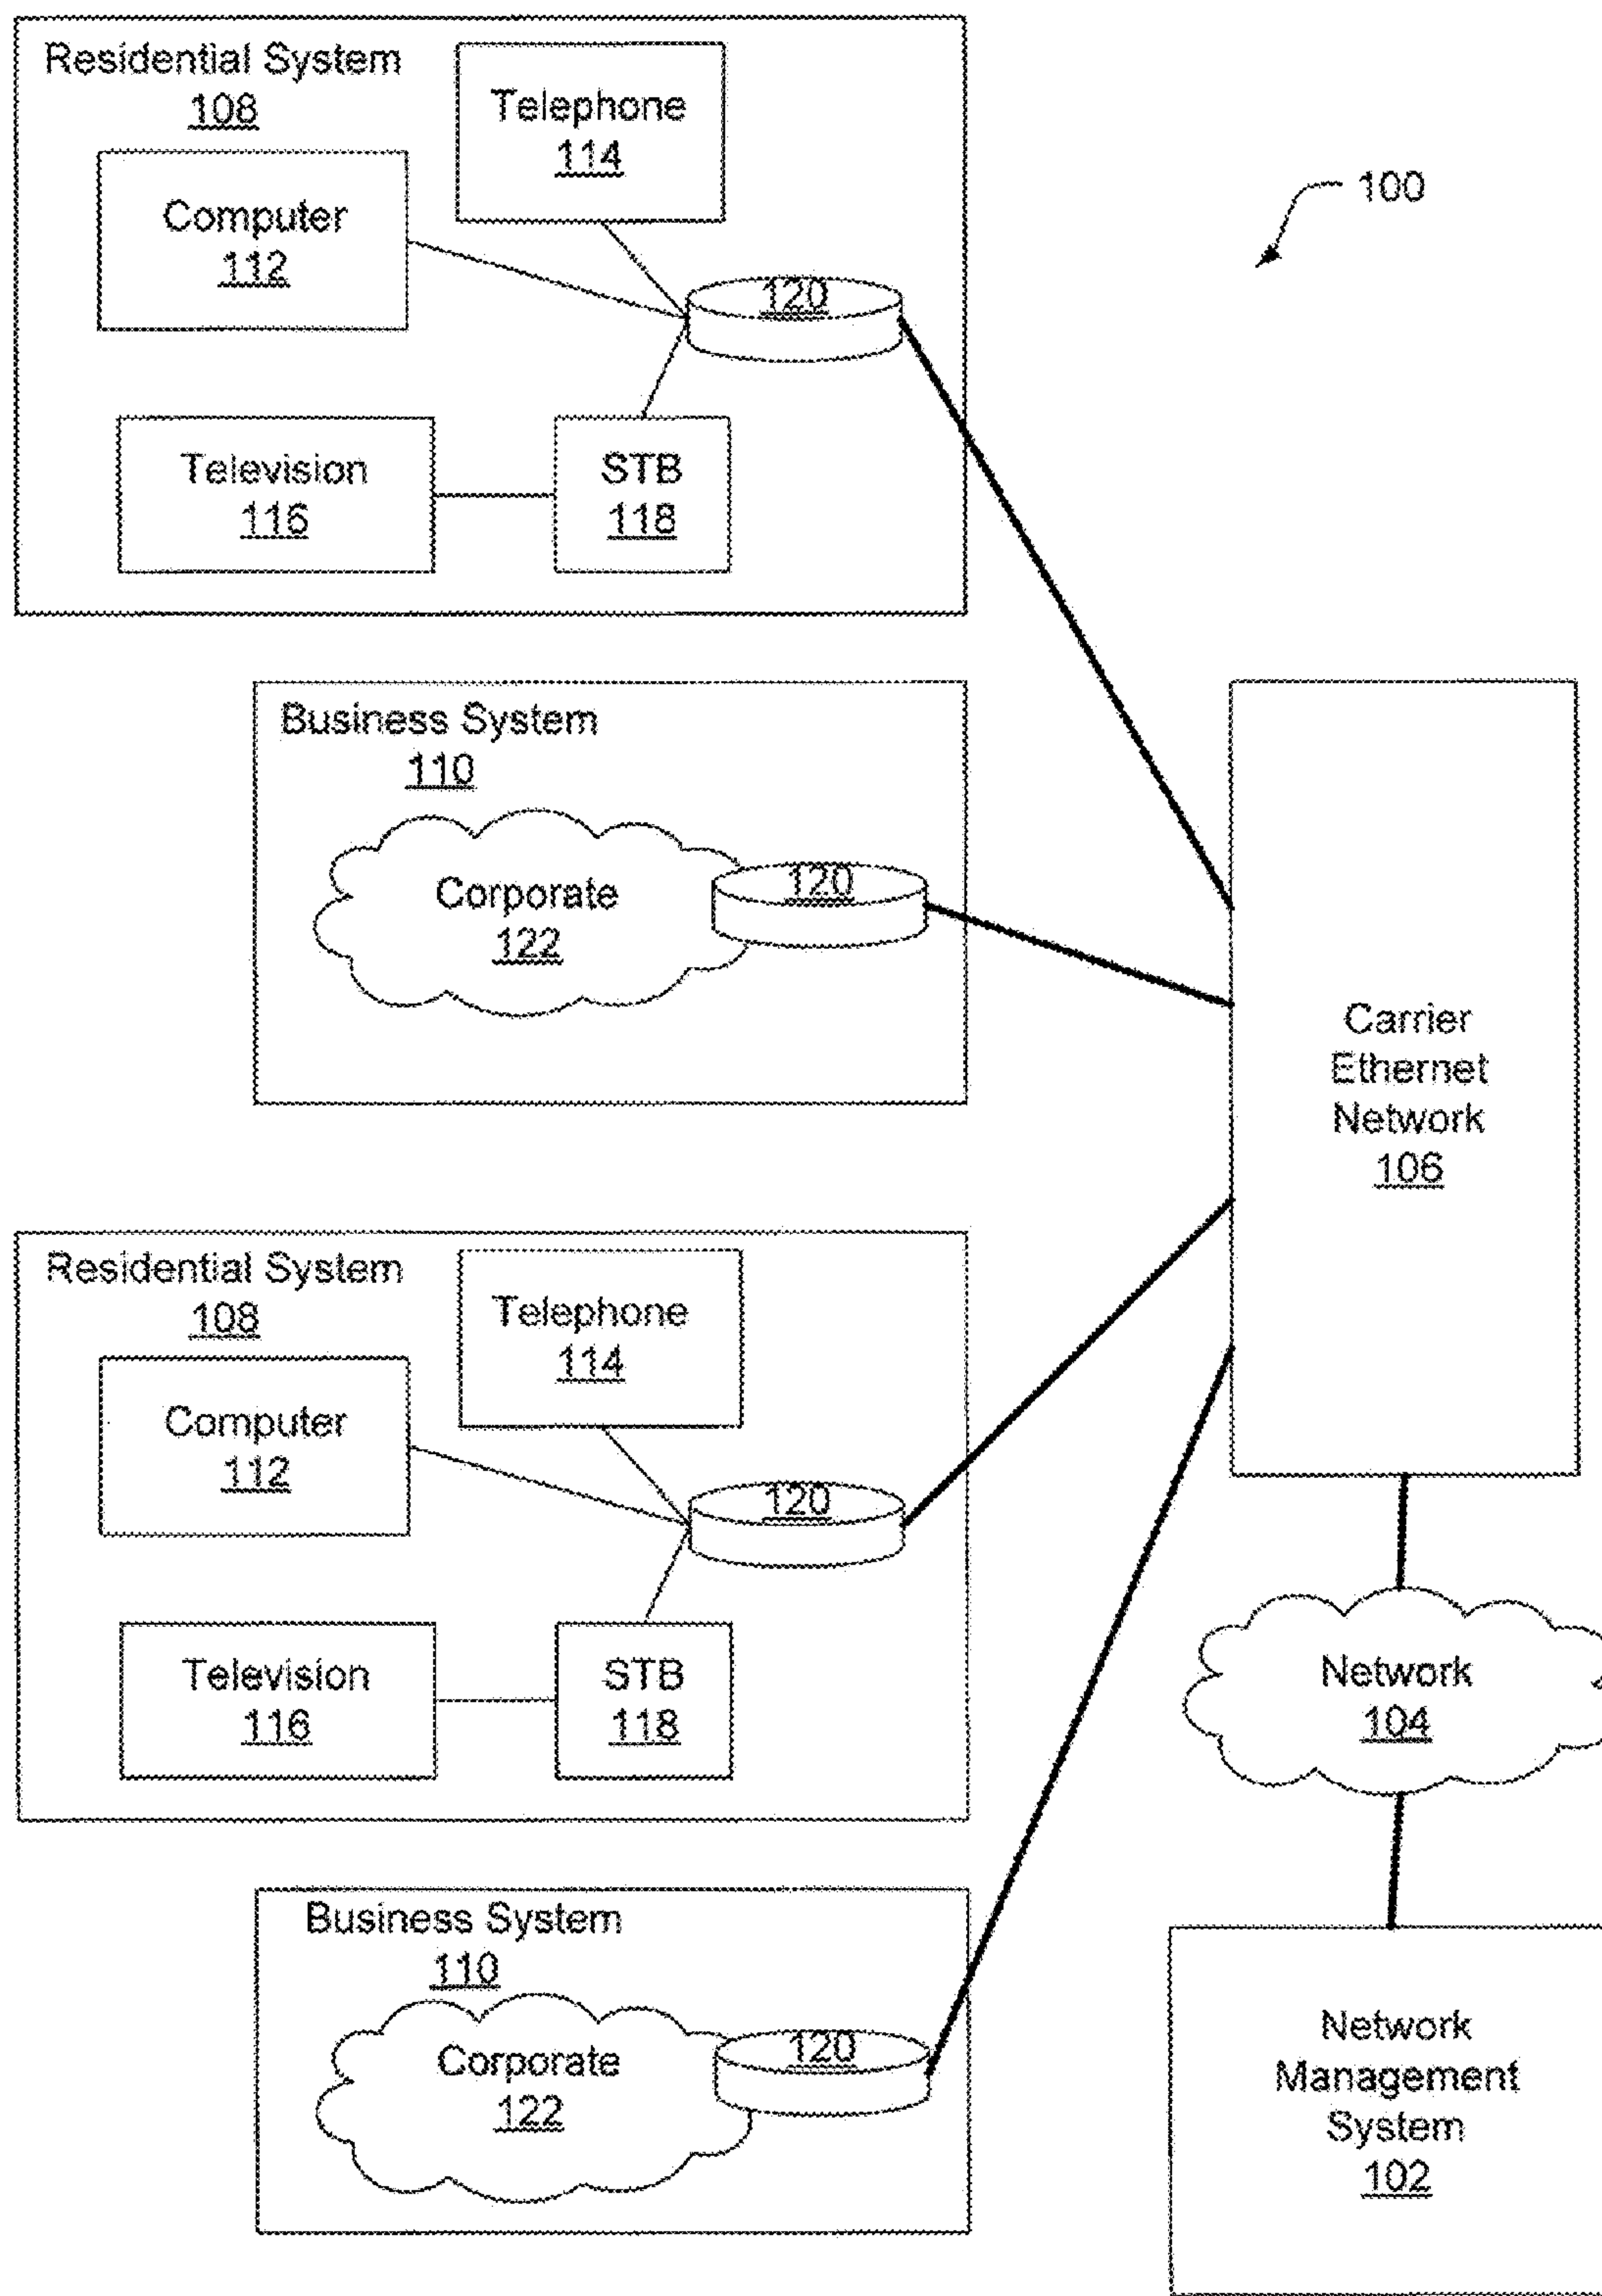 Residential System
108
Telephone
114
Computer
112
120
Television
116
STB
118
100
Business System
110
Corporate
122
120
Carrier
Ethernet
Network
106
Residential System
108
Telephone
114
Computer
112
120
Television
116
STB
118
Network
104
Business System
110
Corporate
122
120
Network
Management
System
102